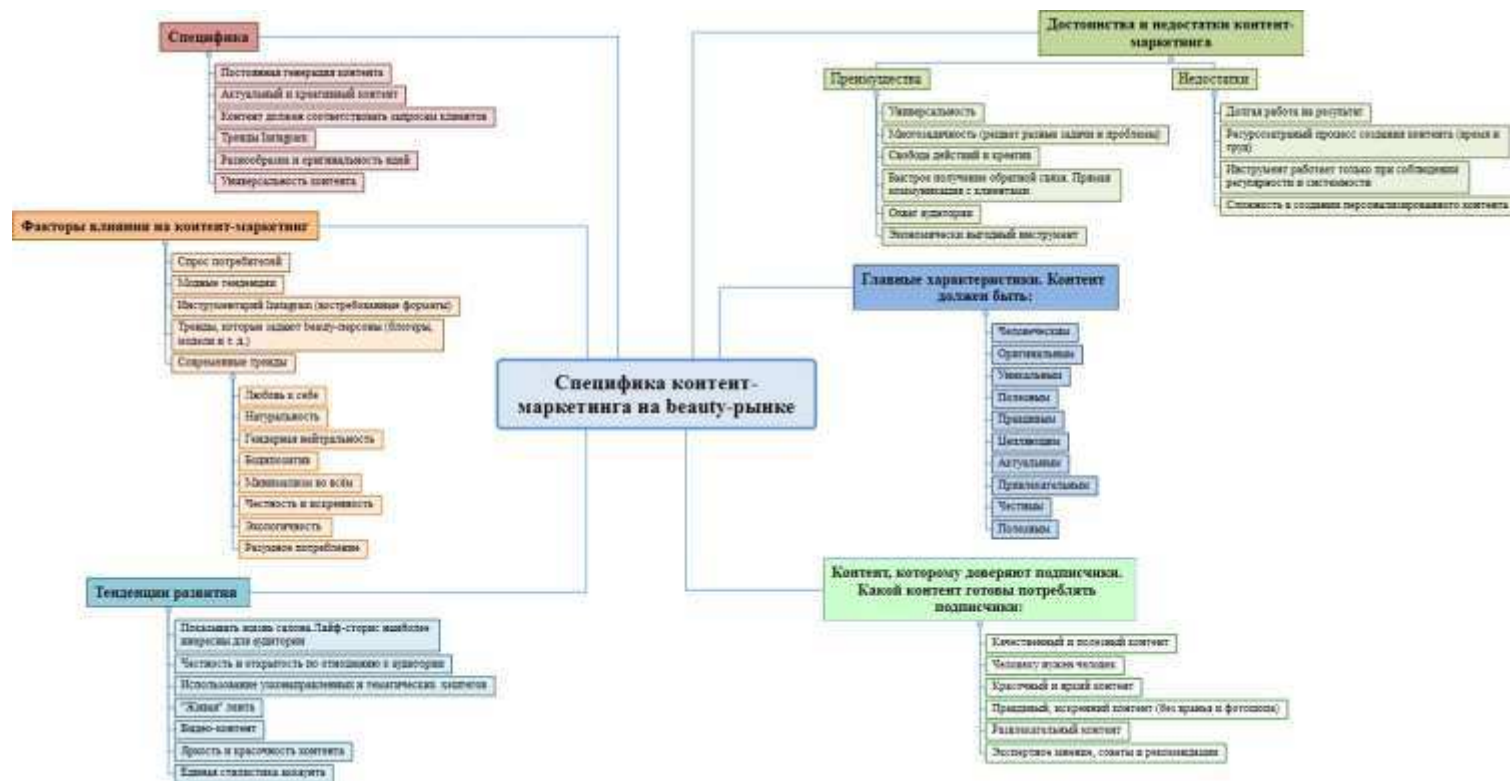 Специфика
Постоянная генерация контента
Актуальный и креативный контент
Контент должен соответствовать запросам клиентов
Тренды Instagram
Разнообразие и оригинальность идей
Универсальность контента
Факторы влияния на контент-маркетинг
Спрос потребителей
Модные тенденции
Инструментарий Instagram (востребованные форматы)
Тренды, которые задают beauty-персоны (блогеры,
модели и т. д.)
Современные тренды
Любовь к себе
Натуральность
Гендерная нейтральность
Бодипозитив
Минимализм во всём
Честность и искренность
Экологичность
Разумное потребление
Тенденции развития
Показывать жизнь салона. Лайф-сторис наиболее
интересны для аудитории
Честность и открытость по отношению к аудитории
Использование узконаправленных и тематических хештегов
"Живая" лента
Видео-контент
Яркость и красочность контента
Единая стилистика аккаунта
Специфика контент-
маркетинга на beauty-рынке
Достоинства и недостатки контент-
маркетинга
Преимущества
Универсальность
Многозадачность (решает разные задачи и проблемы)
Свобода действий и креатив
Быстрое получение обратной связи. Прямая
коммуникация с клиентами
Охват аудитории
Экономически выгодный инструмент
Недостатки
Долгая работа на результат
Ресурсозатратный процесс создания контента (время и
труд)
Инструмент работает только при соблюдении
регулярности и системности
Сложность в создании персонализированного контента
Главные характеристики. Контент
должен быть:
Человеческим
Оригинальным
Уникальным
Полезным
Правдивым
Цепляющим
Актуальным
Привлекательным
Честным
Полезным
Контент, которому доверяют подписчики.
Какой контент готовы потреблять
подписчики:
Качественный и полезный контент
Человеку нужен человек
Красочный и яркий контент
Правдивый, искренний контент (без вранья и фотошопа)
Развлекательный контент
Экспертное мнение, советы и рекомендации